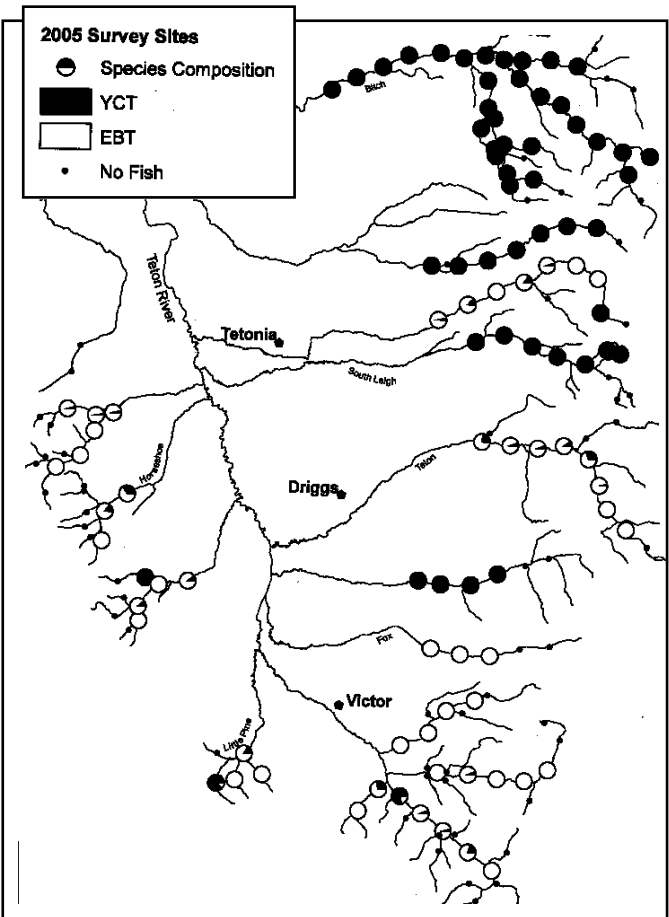 2005 Survey Sites
Species Composition
YCT
EBT
No Fish
Bitch
Teton River
Tetonia
South Leigh
Horseshoe
Teton
Driggs
Fox
Victor
Little Pine